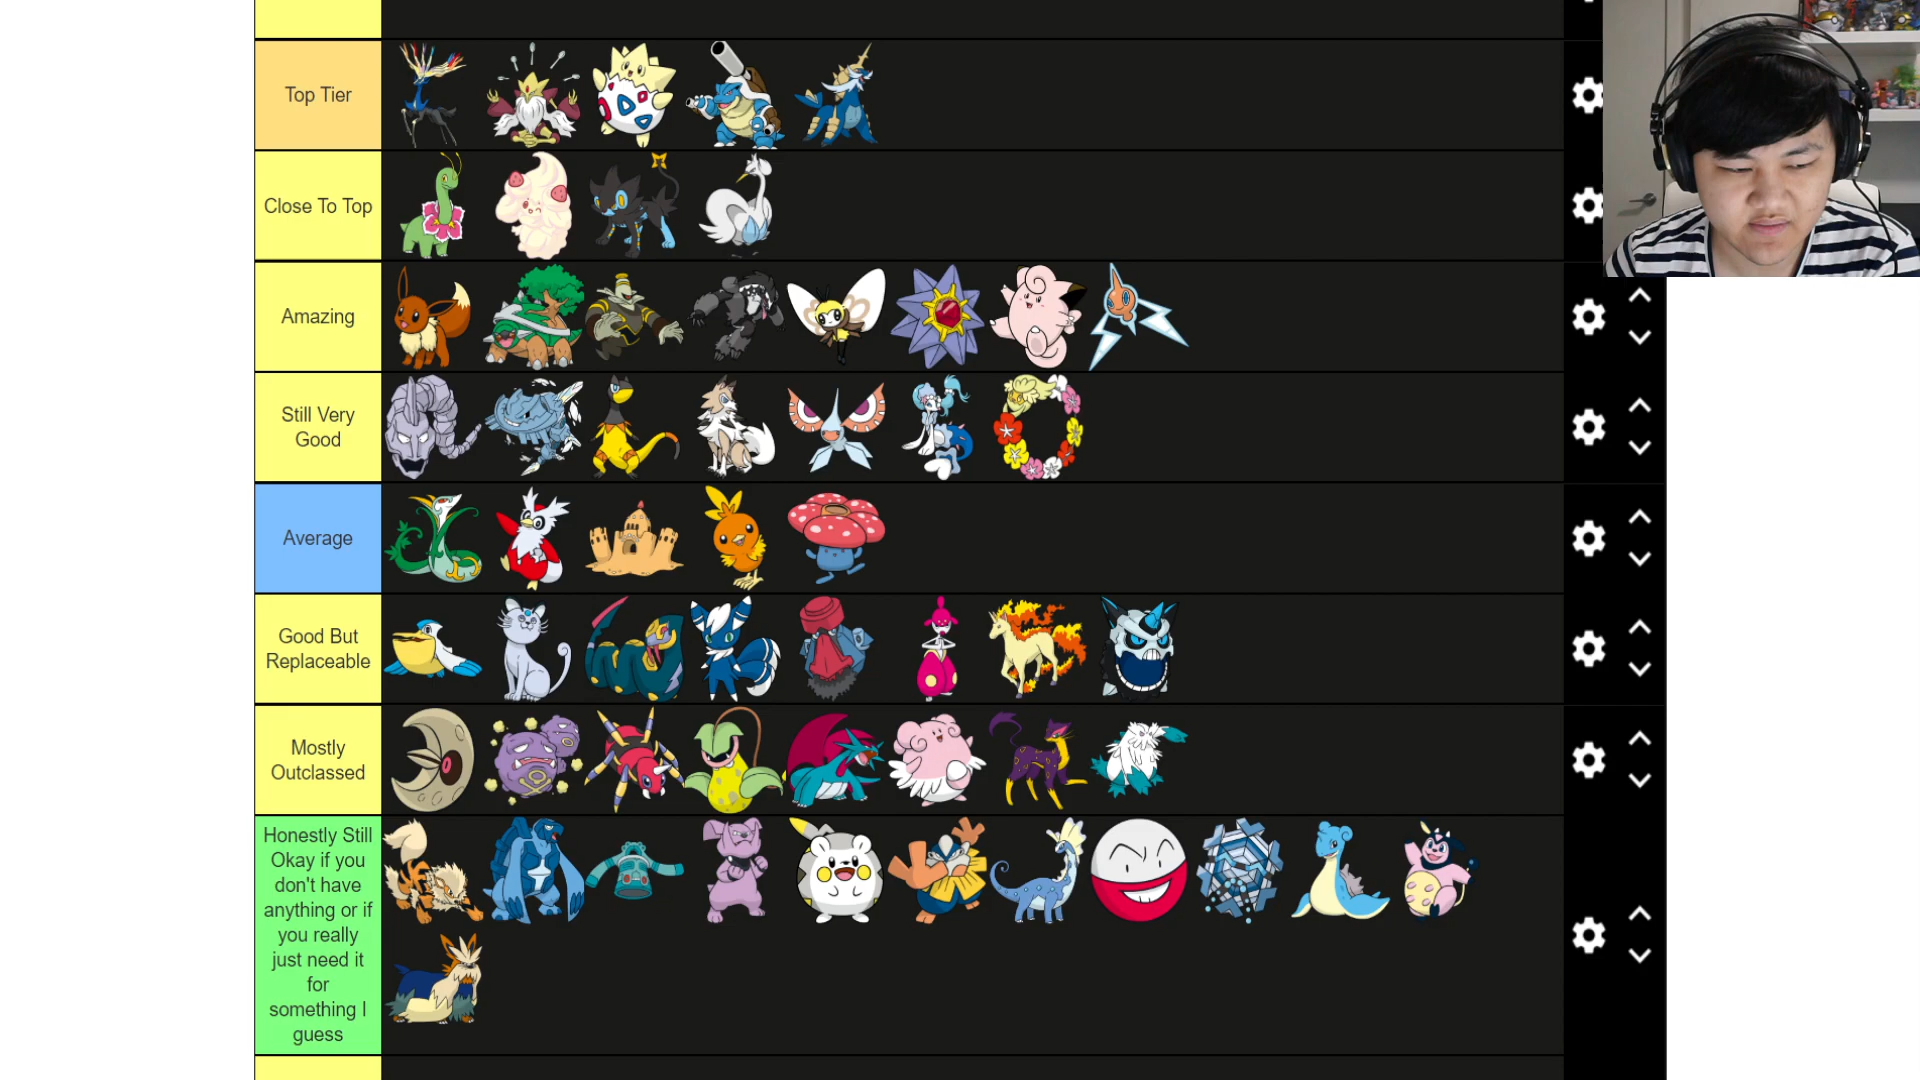 Top Tier
Close To Top
Amazing
Still Very
Good
Average
Good But
Replaceable
Mostly
Outclassed
Honestly Still
Okay if you
don't have
anything or if
you really
just need it
for
something I
guess